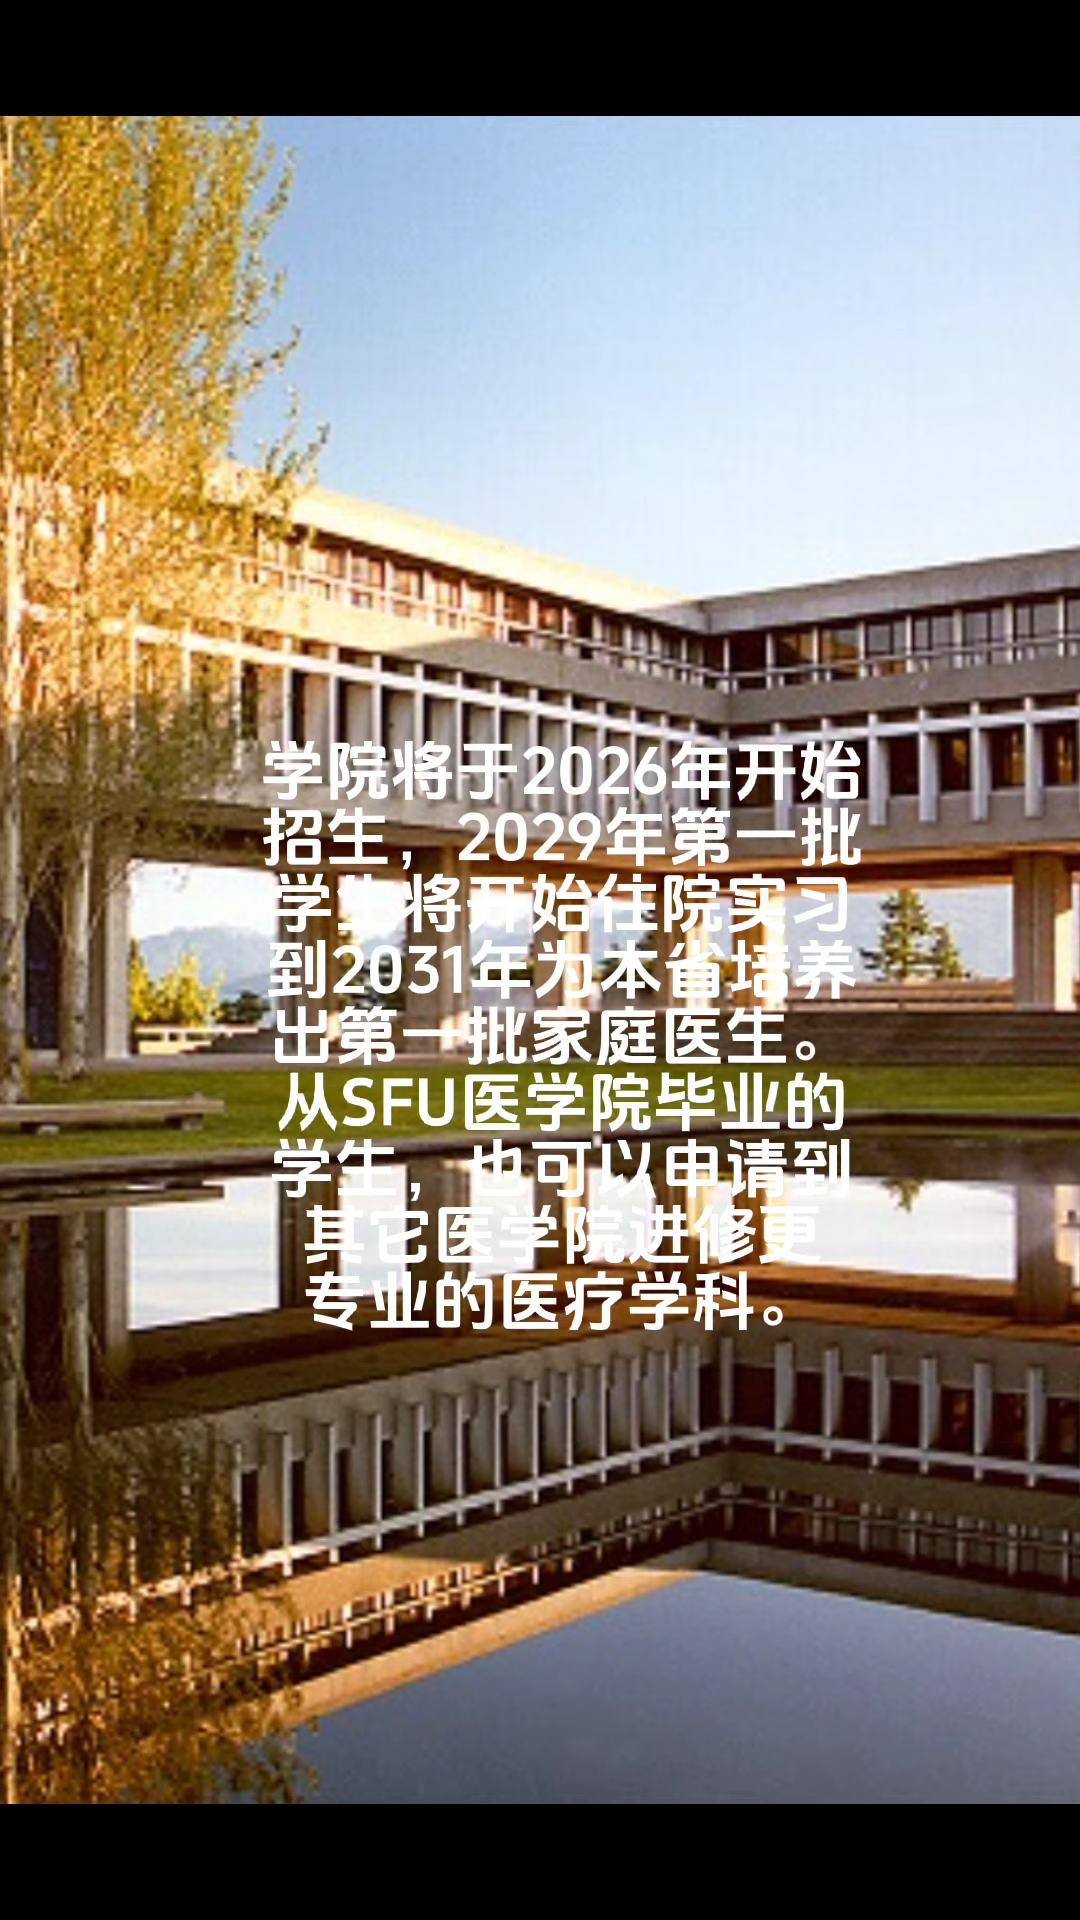 学院将于2026年开始
招生，2029年第一批
学生将开始住院实习
到2031年为本省培养
出第一批家庭医生。
从SFU医学院毕业的
学生，也可以申请到
其它医学院进修更
专业的医疗学科。